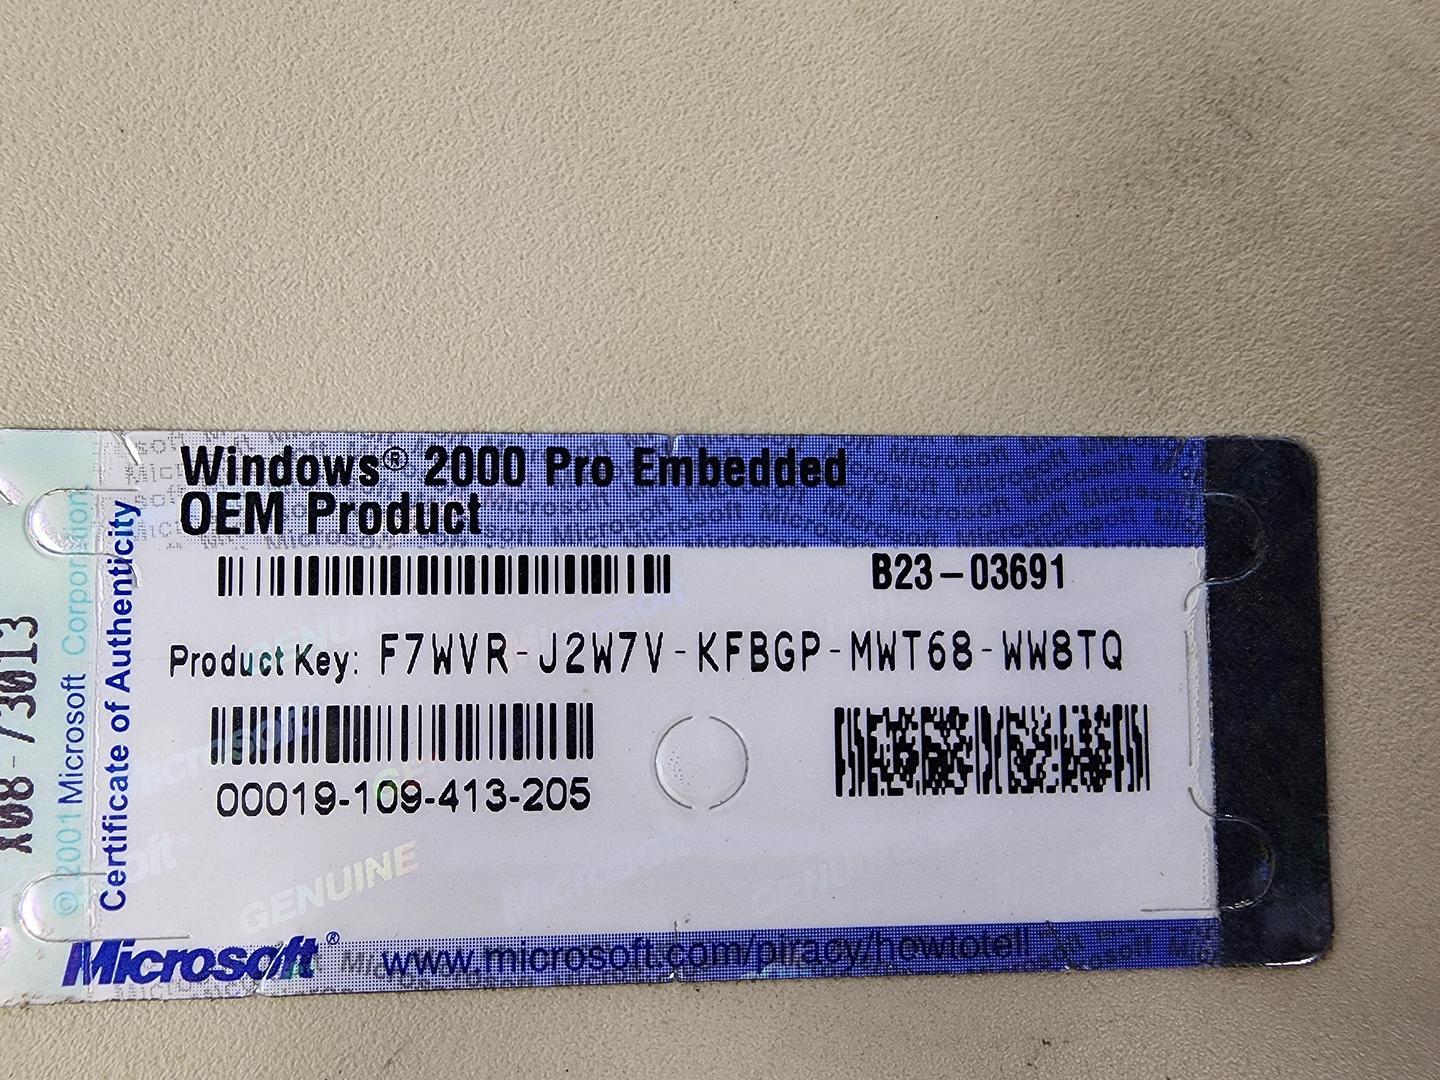 Windows® 2000 Pro Embedded
OEM Product
B23-03691
Product Key: F7WVR-J2W7V-KFBGP-MWT68-WW8TQ
00019-109-413-205
GENUINE
Microsoft® www.microsoft.com/piracy/howtotell
Certificate of Authenticity
©2001 Microsoft Corporation
X08-73013